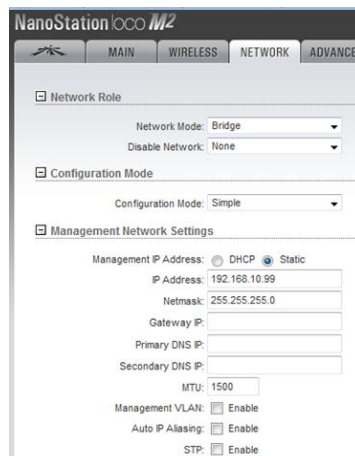 NanoStation loco M2
MAIN WIRELESS NETWORK ADVANCE
Network Role
Network Mode: Bridge
Disable Network: None
Configuration Mode
Configuration Mode: Simple
Management Network Settings
Management IP Address: DHCP Static
IP Address: 192.168.10.99
Netmask: 255.255.255.0
Gateway IP:
Primary DNS IP:
Secondary DNS IP:
MTU: 1500
Management VLAN: Enable
Auto IP Aliasing: Enable
STP: Enable